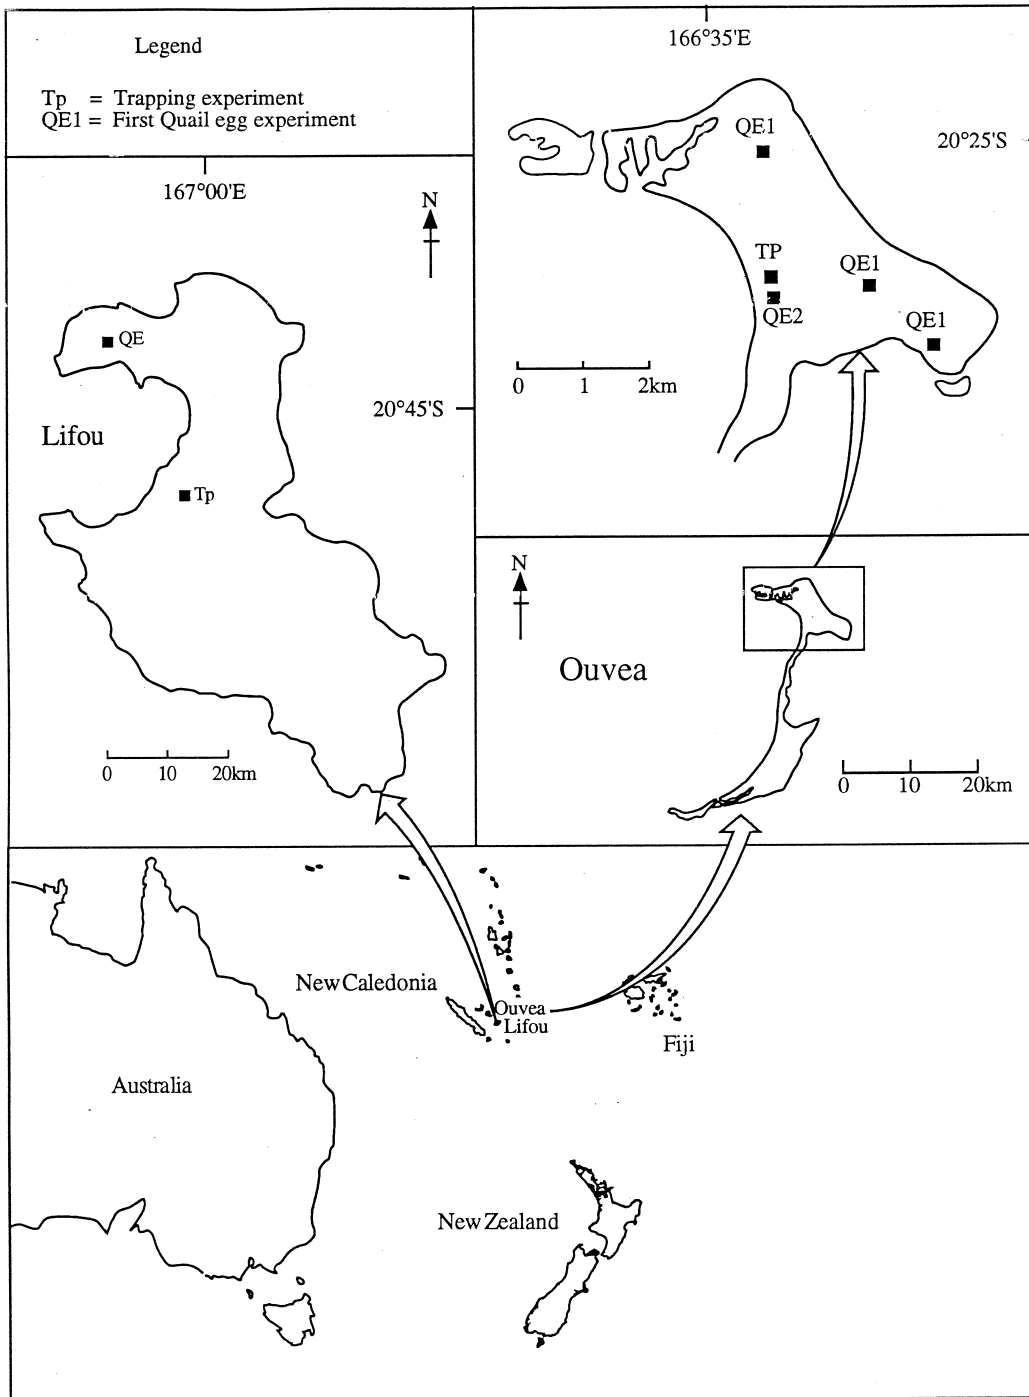 Legend
Tp = Trapping experiment
QE1 = First Quail egg experiment
167°00'E
N
QE
20°45'S
Lifou
Tp
0 10 20km
166°35'E
20°25'S
QE1
TP
QE1
QE2
QE1
0 1 2km
N
Ouvea
0 10 20km
New Caledonia
Ouvea
Lifou
Fiji
Australia
New Zealand